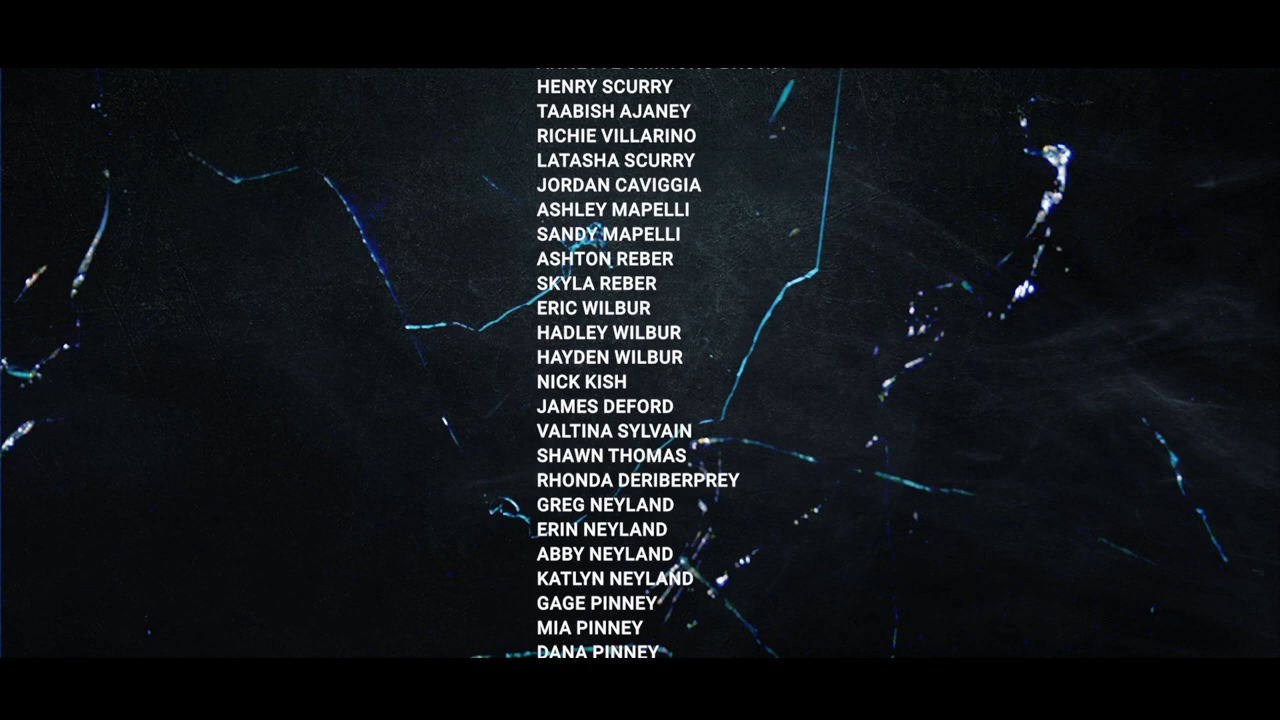 HENRY SCURRY
TAABISH AJANEY
RICHIE VILLARINO
LATASHA SCURRY
JORDAN CAVIGGIA
ASHLEY MAPELLI
SANDY MAPELLI
ASHTON REBER
SKYLA REBER
ERIC WILBUR
HADLEY WILBUR
HAYDEN WILBUR
NICK KISH
JAMES DEFORD
VALTINA SYLVAIN
SHAWN THOMAS
RHONDA DERIBERPREY
GREG NEYLAND
ERIN NEYLAND
ABBY NEYLAND
KATLYN NEYLAND
GAGE PINNEY
MIA PINNEY
DANA PINNEY